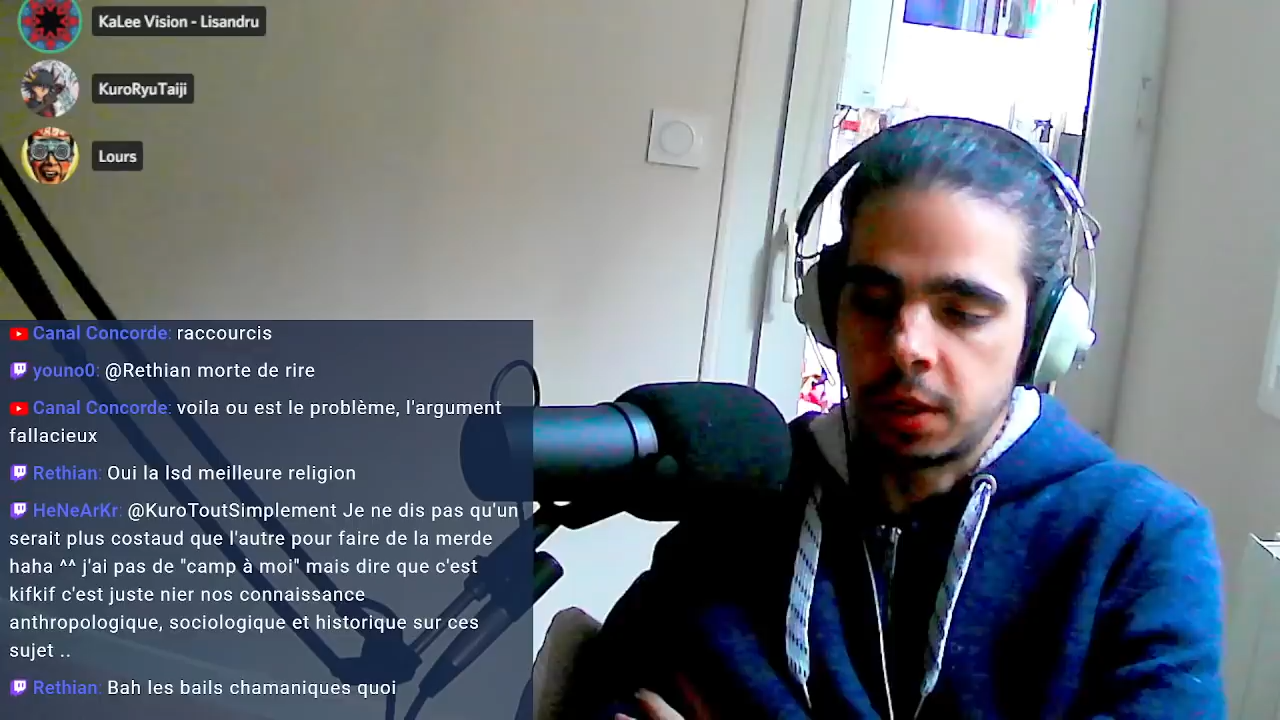 KaLee Vision - Lisandru
KuroRyuTaiji
Lours
Canal Concorde: raccourcis
youno0: @Rethian morte de rire
Canal Concorde: voila ou est le problème, l'argument
fallacieux
Rethian: Oui la lsd meilleure religion
HeNeArKr: @KuroToutSimplement Je ne dis pas qu'un
serait plus costaud que l'autre pour faire de la merde
haha ^^ j'ai pas de "camp à moi" mais dire que c'est
kifkif c'est juste nier nos connaissance
anthropologique, sociologique et historique sur ces
sujet ..
Rethian: Bah les bails chamaniques quoi